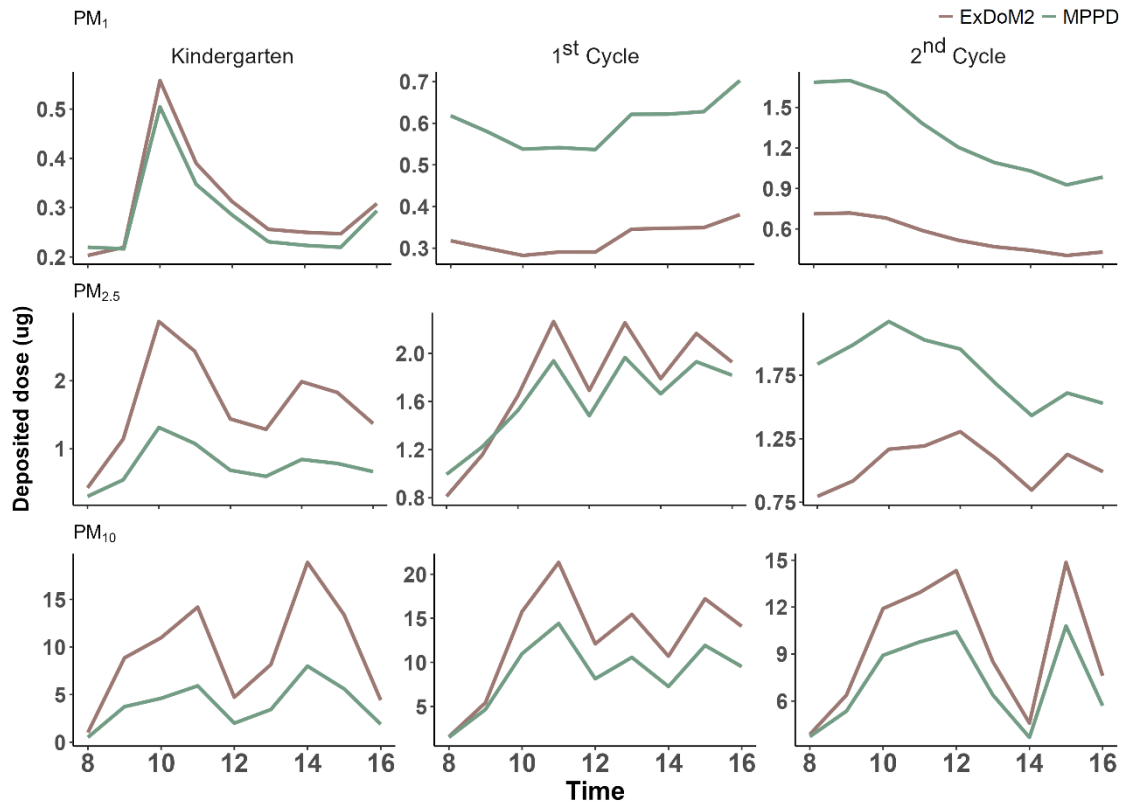 PM1
ExDoM2 MPPD
Kindergarten 1st Cycle 2nd Cycle
0.5 0.7 1.5
0.4 0.6 1.2
0.3 0.5 0.9
0.2 0.4 0.6
0.3
PM2.5
Deposited dose (ug)
2 2.0 1.75
1 1.6 1.25
1.2 0.75
0.8
PM10
15 20 15
10 15 12
5 10 9
0 5 6
8 10 12 14 16 8 10 12 14 16 8 10 12 14 16
Time